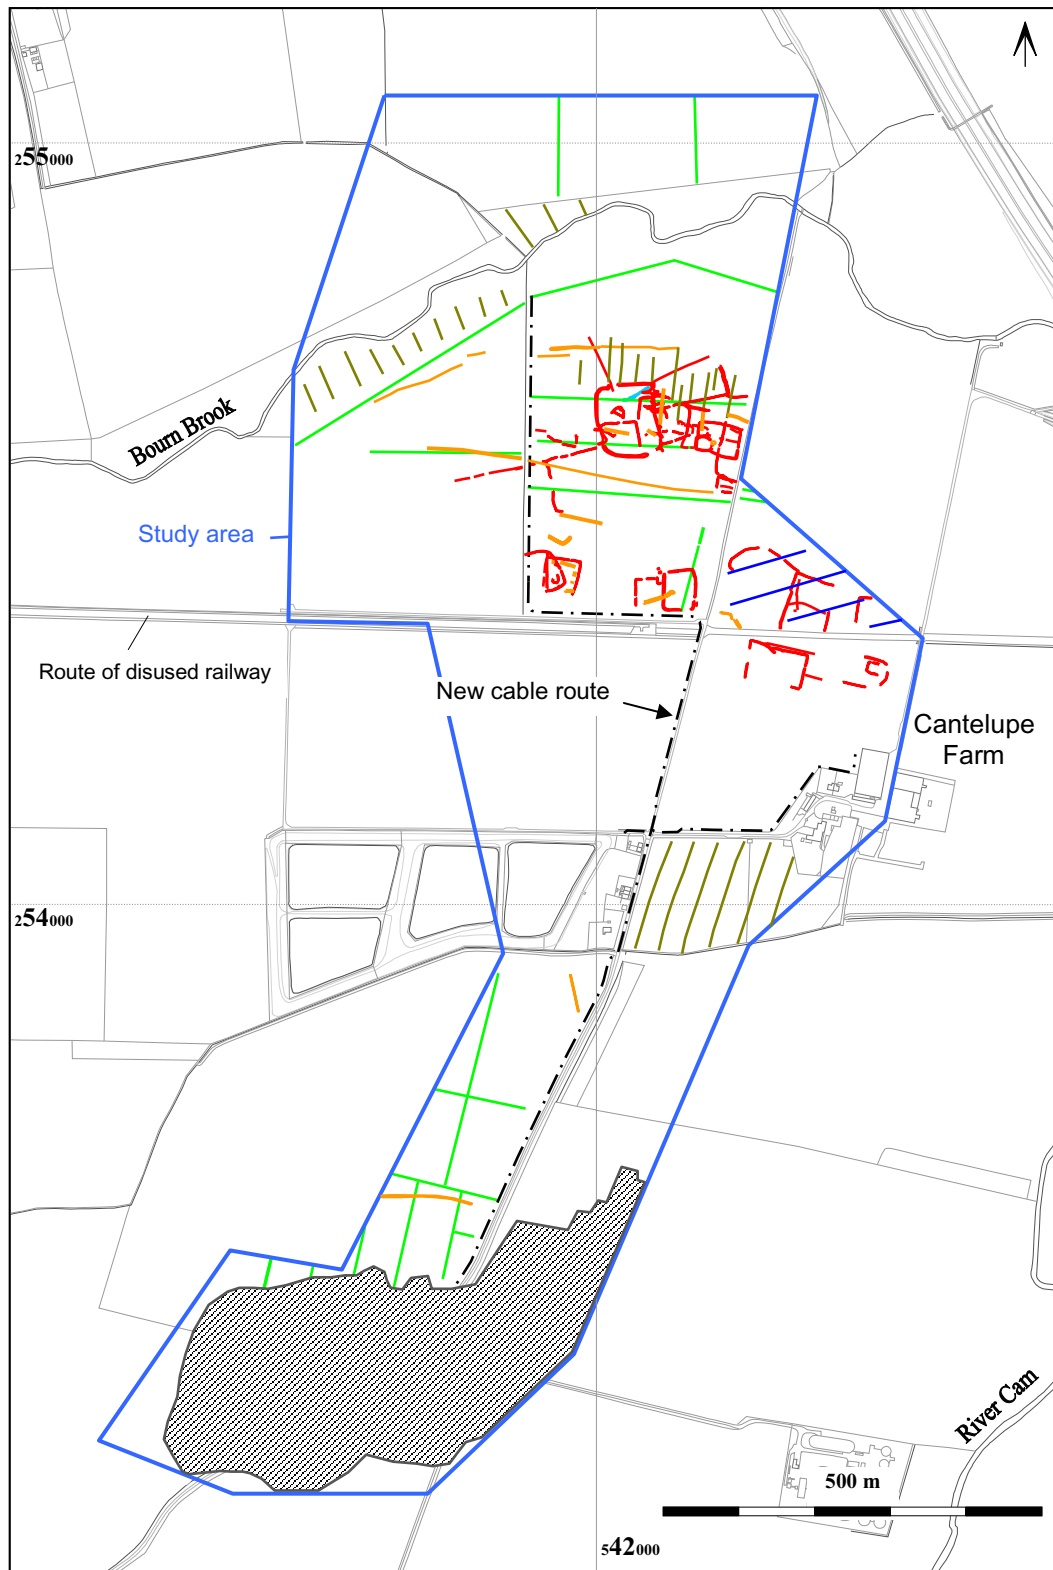 255000
Bourn Brook
Study area
Route of disused railway
New cable route
Cantelupe
Farm
254000
River Cam
500 m
542000